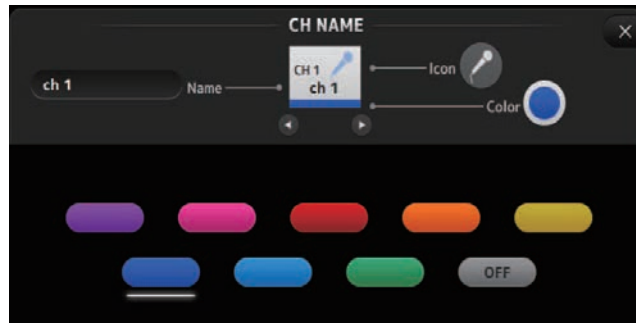 CH NAME
ch 1
Name
CH 1
ch 1
Icon
Color
OFF